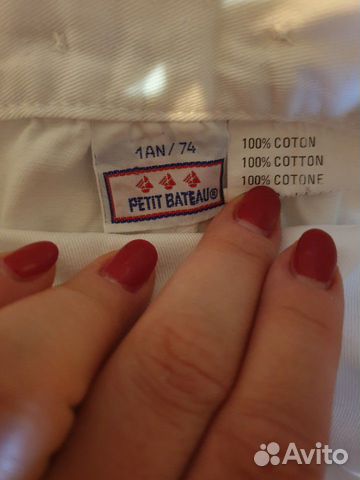 1AN/74
PETIT BATEAU®
100% COTON
100% COTTON
100% COTONE
Avito